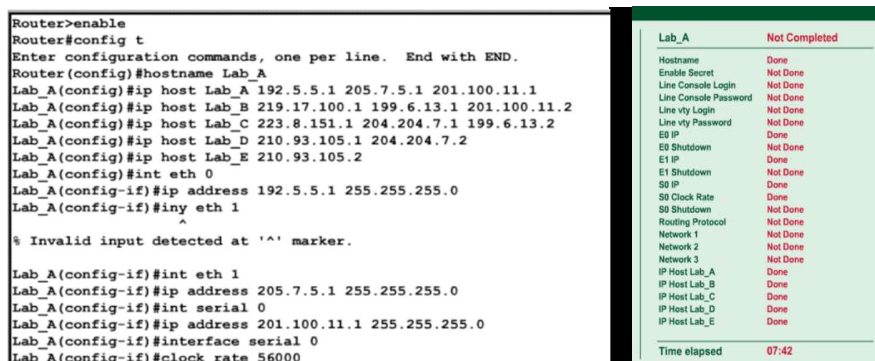 Router>enable
Router#config t
Enter configuration commands, one per line.  End with END.
Router(config)#hostname Lab_A
Lab_A(config)#ip host Lab_A 192.5.5.1 205.7.5.1 201.100.11.1
Lab_A(config)#ip host Lab_B 219.17.100.1 199.6.13.1 201.100.11.2
Lab_A(config)#ip host Lab_C 223.8.151.1 204.204.7.1 199.6.13.2
Lab_A(config)#ip host Lab_D 210.93.105.1 204.204.7.2
Lab_A(config)#ip host Lab_E 210.93.105.2
Lab_A(config)#int eth 0
Lab_A(config-if)#ip address 192.5.5.1 255.255.255.0
Lab_A(config-if)#iny eth 1
^
% Invalid input detected at '^' marker.
Lab_A(config-if)#int eth 1
Lab_A(config-if)#ip address 205.7.5.1 255.255.255.0
Lab_A(config-if)#int serial 0
Lab_A(config-if)#ip address 201.100.11.1 255.255.255.0
Lab_A(config-if)#interface serial 0
Lab_A(config-if)#clock rate 56000
Lab_A Not Completed
Hostname Done
Enable Secret Not Done
Line Console Login Not Done
Line Console Password Not Done
Line vty Login Not Done
Line vty Password Not Done
E0 IP Done
E0 Shutdown Not Done
E1 IP Done
E1 Shutdown Not Done
S0 IP Done
S0 Clock Rate Done
S0 Shutdown Not Done
Routing Protocol Not Done
Network 1 Not Done
Network 2 Not Done
Network 3 Not Done
IP Host Lab_A Done
IP Host Lab_B Done
IP Host Lab_C Done
IP Host Lab_D Done
IP Host Lab_E Done
Time elapsed 07:42